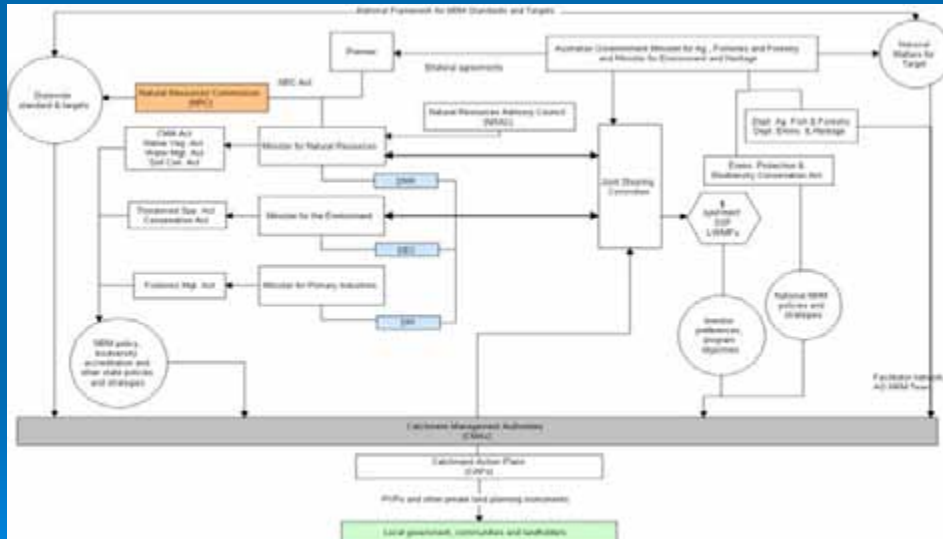 National Framework for NRM Standards and Targets
Premier
Australian Government Minister for Ag., Fisheries and Forestry
and Minister for Environment and Heritage
National
Matters for
Target
Bilateral agreements
NRC Act
Statewide
standard & targets
Natural Resources Commission
(NRC)
Natural Resources Advisory Council
(NRAC)
Dept. Ag. Fish & Forestry
Dept. Enviro. & Heritage
CMA Act
Native Veg. Act
Water Mgt. Act
Soil Con. Act
Minister for Natural Resources
Joint Steering
Committee
Enviro. Protection &
Biodiversity Conservation Act
DNR
Threatened Spp. Act
Conservation Act
Minister for the Environment
$
NAP/NHT
DEC
Fisheries Mgt. Act
Minister for Primary Industries
National NRM
policies and
strategies
DPI
Investor
preferences,
program
objectives
NRM policy,
biodiversity
accreditation and
other state policies
and strategies
Facilitator network
AG NRM Team
Catchment Management Authorities
(CMAs)
Catchment Action Plans
(CAPs)
PVPs and other private land planning instruments
Local government, communities and landholders